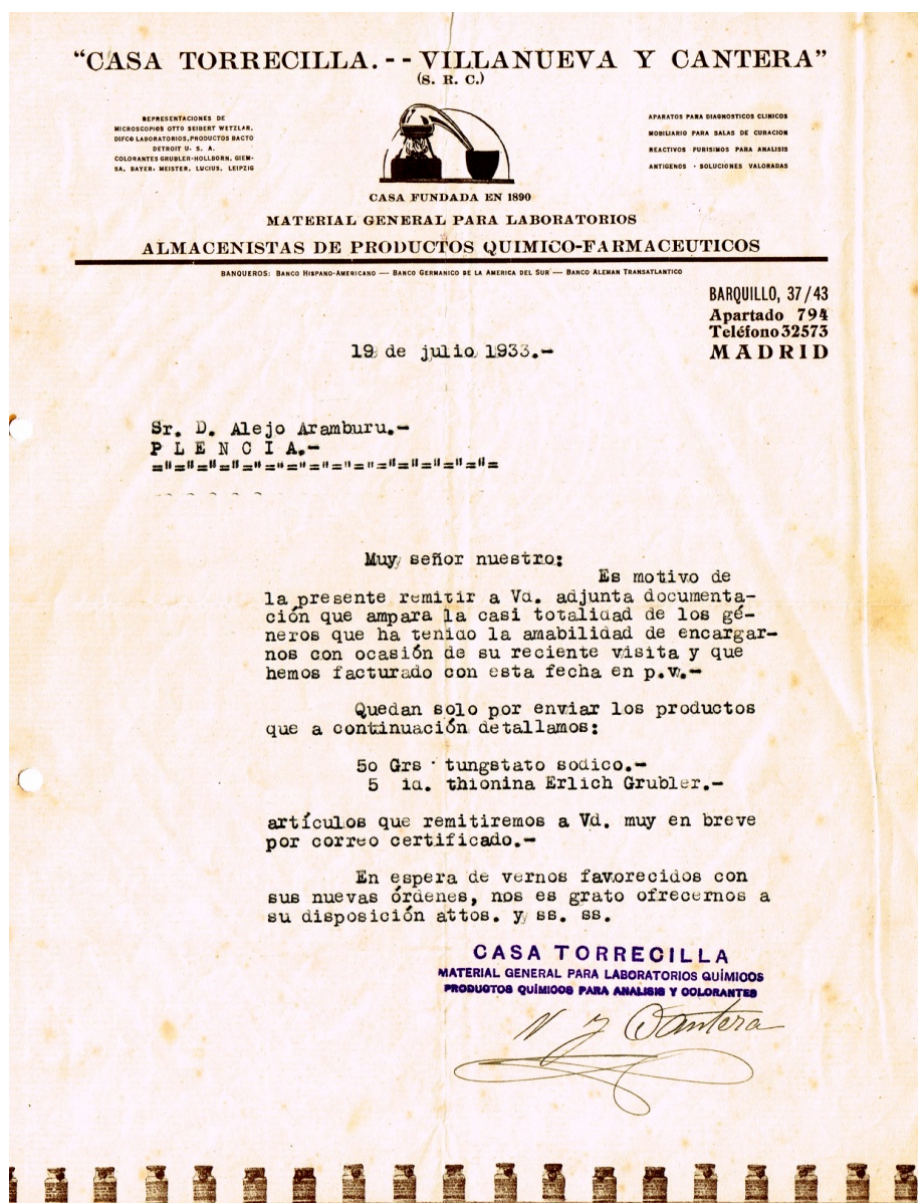 “CASA TORRECILLA.--VILLANUEVA Y CANTERA”
(S. R. C.)
REPRESENTACIONES DE
MICROSCOPIOS OTTO SEIBERT WETZLAR,
DIFCO LABORATORIOS, PRODUCTOS BACTO
DETROIT U. S. A.
COLORANTES GRUBLER-HOLLBORN, GIEM-
SA, BAYER- MEISTER, LUCIUS, LEIPZIG
APARATOS PARA DIAGNOSTICOS CLINICOS
MOBILIARIO PARA SALAS DE CURACION
REACTIVOS PURISIMOS PARA ANALISIS
ANTIGENOS - SOLUCIONES VALORADAS
CASA FUNDADA EN 1890
MATERIAL GENERAL PARA LABORATORIOS
ALMACENISTAS DE PRODUCTOS QUIMICO-FARMACEUTICOS
BANQUEROS: BANCO HISPANO-AMERICANO — BANCO GERMANICO DE LA AMERICA DEL SUR — BANCO ALEMAN TRANSATLANTICO
BARQUILLO, 37/43
Apartado 794
Teléfono 32573
MADRID
19 de julio 1933.-
Sr. D. Alejo Aramburu.-
P L E N C I A.-
="="="="="="="="="="="="="="=
Muy señor nuestro:
Es motivo de
la presente remitir a Vd. adjunta documenta-
ción que ampara la casi totalidad de los gé-
neros que ha tenido la amabilidad de encargar-
nos con ocasión de su reciente visita y que
hemos facturado con esta fecha en p.v.-
Quedan solo por enviar los productos
que a continuación detallamos:
50 Grs · tungstato sodico.-
5 id. thionina Erlich Grubler.-
artículos que remitiremos a Vd. muy en breve
por correo certificado.-
En espera de vernos favorecidos con
sus nuevas órdenes, nos es grato ofrecernos a
su disposición attos. y ss. ss.
CASA TORRECILLA
MATERIAL GENERAL PARA LABORATORIOS QUÍMICOS
PRODUCTOS QUÍMICOS PARA ANALISIS Y COLORANTES
V y Cantera